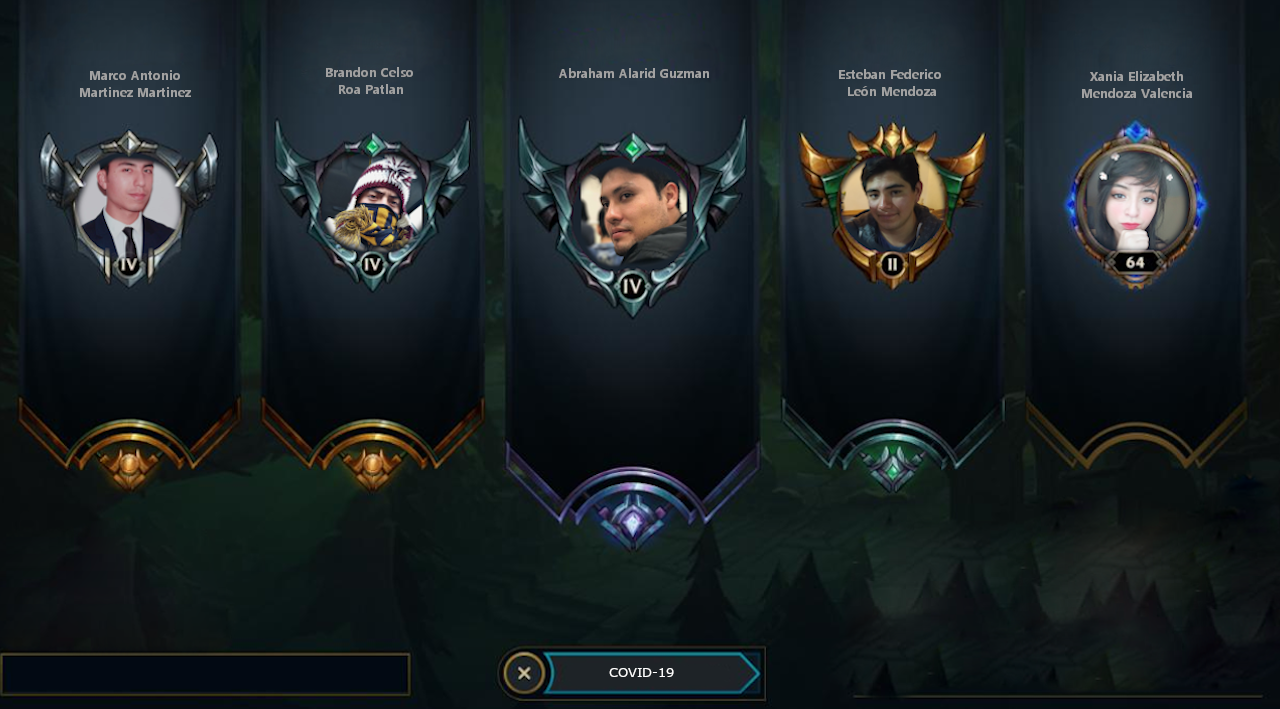 Marco Antonio
Martinez Martinez
IV
Brandon Celso
Roa Patlan
IV
Abraham Alarid Guzman
IV
Esteban Federico
León Mendoza
II
Xania Elizabeth
Mendoza Valencia
64
COVID-19